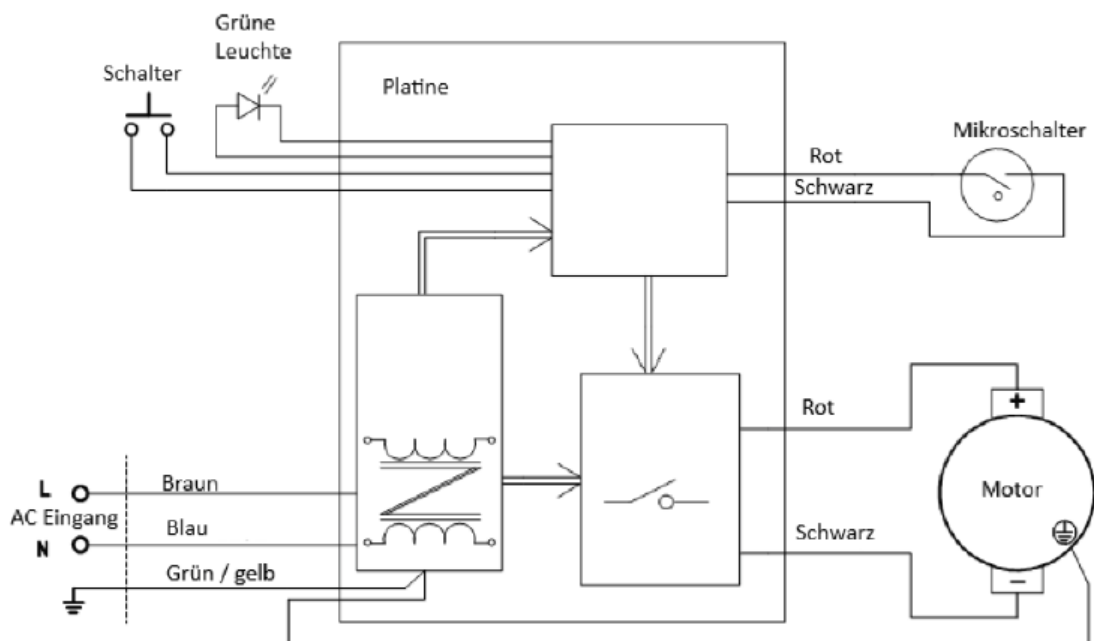 Grüne
Leuchte
Schalter
Platine
Mikroschalter
Rot
Schwarz
Rot
+
Motor
L
Braun
AC Eingang
N
Blau
Schwarz
Grün / gelb
−